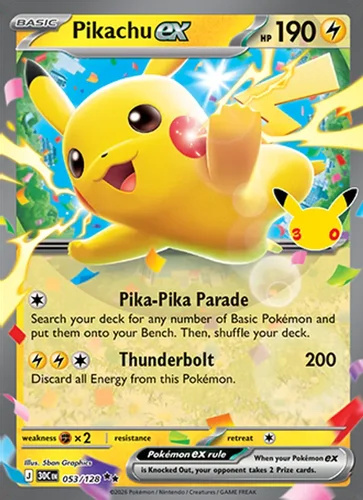 BASIC
Pikachu ex HP 190
30
Pika-Pika Parade
Search your deck for any number of Basic Pokémon and
put them onto your Bench. Then, shuffle your deck.
Thunderbolt 200
Discard all Energy from this Pokémon.
weakness ×2 resistance retreat
Illus. 5ban Graphics
J 30C EN 053/128 ★★
Pokémon ex rule When your Pokémon ex
is Knocked Out, your opponent takes 2 Prize cards.
©2026 Pokémon / Nintendo / Creatures / GAME FREAK